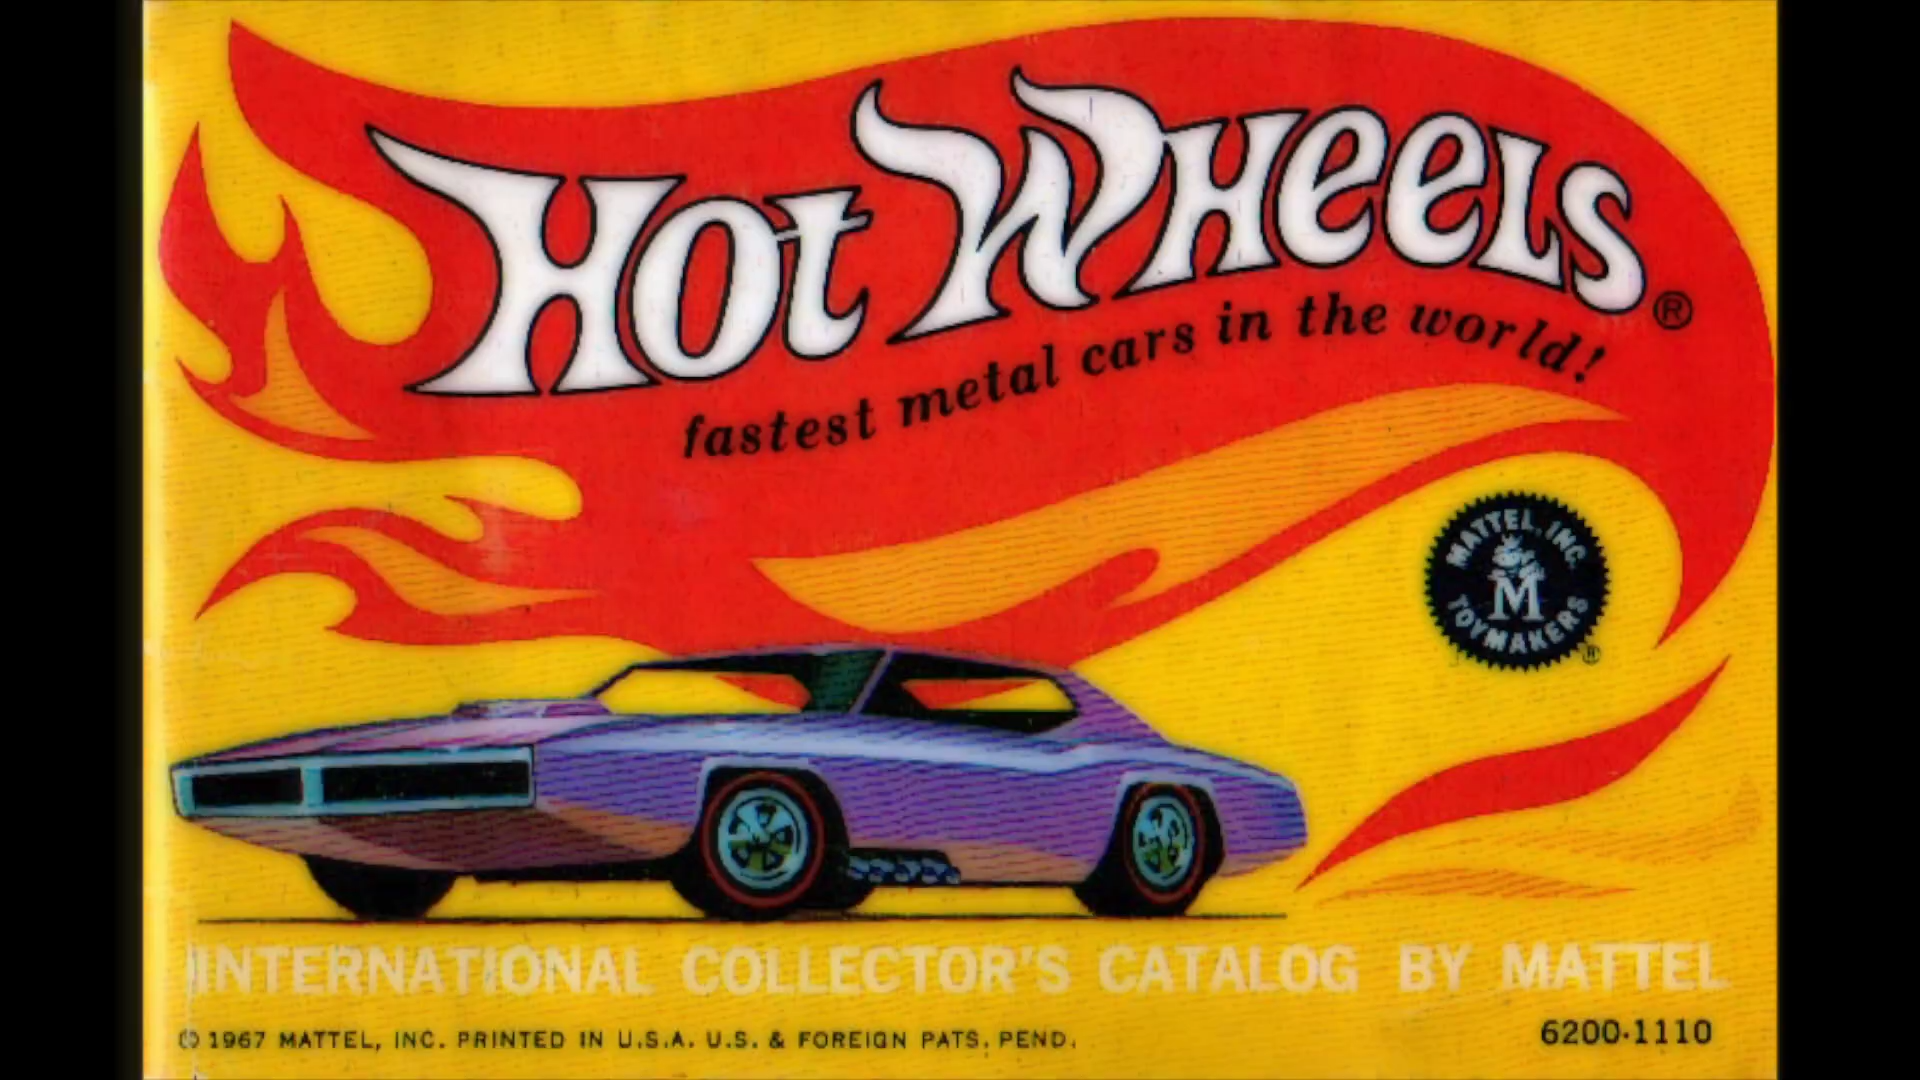 HOT WHEELS®
fastest metal cars in the world!
MATTEL, INC.
M
TOYMAKERS
®
INTERNATIONAL COLLECTOR'S CATALOG BY MATTEL
© 1967 MATTEL, INC. PRINTED IN U.S.A. U.S. & FOREIGN PATS. PEND.
6200·1110